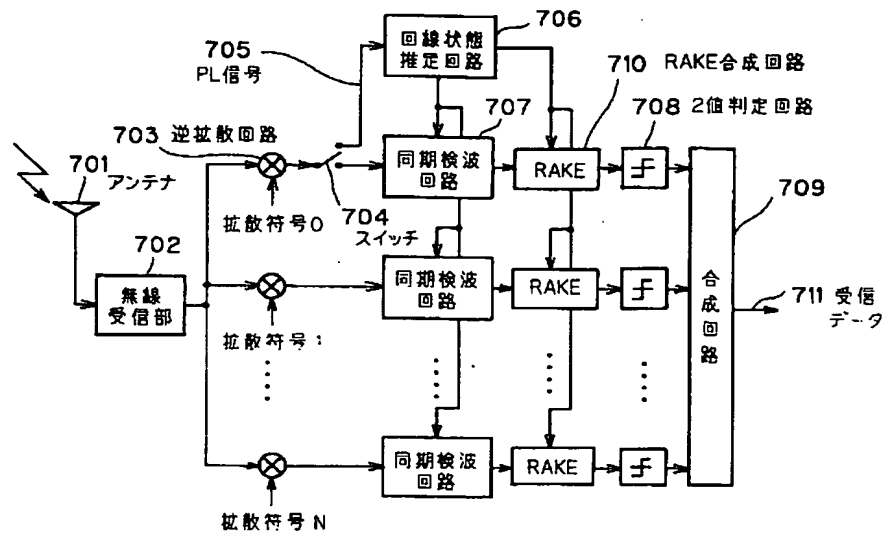 706
705
PL信号
回線状態
推定回路
710 RAKE合成回路
708 2値判定回路
707
703 逆拡散回路
同期検波
回路
RAKE
709
701
アンテナ
拡散符号0
704
スイッチ
702
無線
受信部
同期検波
回路
RAKE
合成回路
711 受信
データ
拡散符号1
同期検波
回路
RAKE
拡散符号N